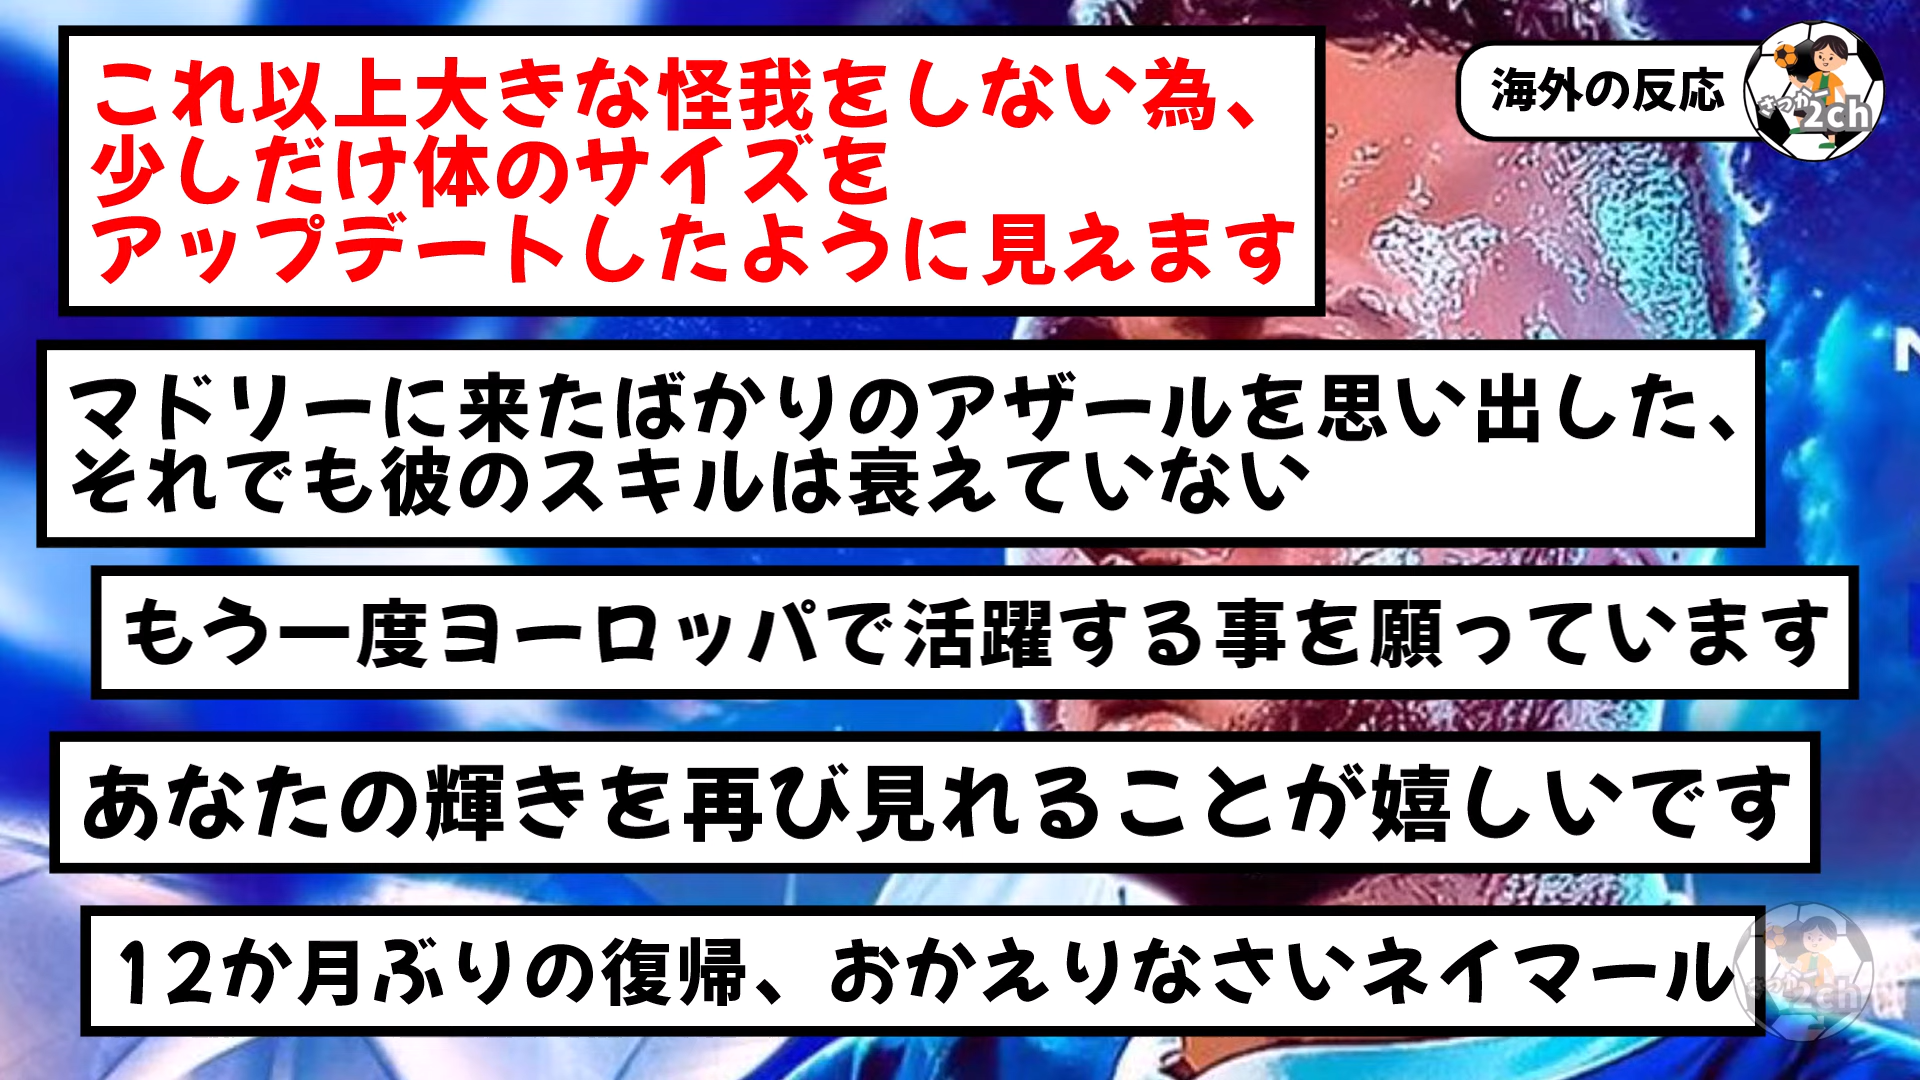 これ以上大きな怪我をしない為、
少しだけ体のサイズを
アップデートしたように見えます
海外の反応
さっかー
2ch
マドリーに来たばかりのアザールを思い出した、
それでも彼のスキルは衰えていない
もう一度ヨーロッパで活躍する事を願っています
あなたの輝きを再び見れることが嬉しいです
12か月ぶりの復帰、おかえりなさいネイマール
さっかー
2ch